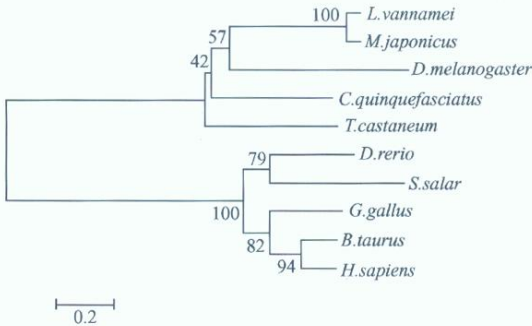 100
L.vannamei
M.japonicus
57
D.melanogaster
42
C.quinquefasciatus
T.castaneum
79
D.rerio
S.salar
100
G.gallus
82
B.taurus
94
H.sapiens
0.2